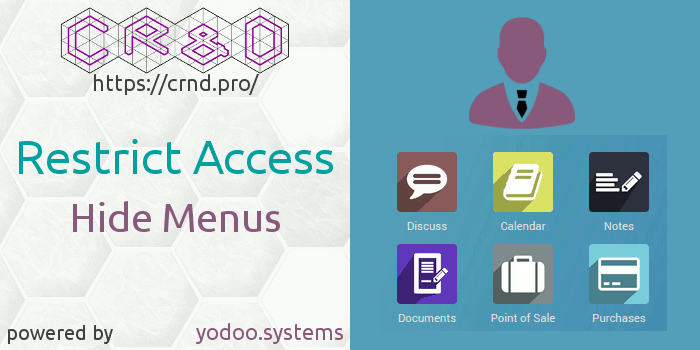 CR&D
https://crnd.pro/
Restrict Access
Hide Menus
powered by yodoo.systems
Discuss Calendar Notes
Documents Point of Sale Purchases